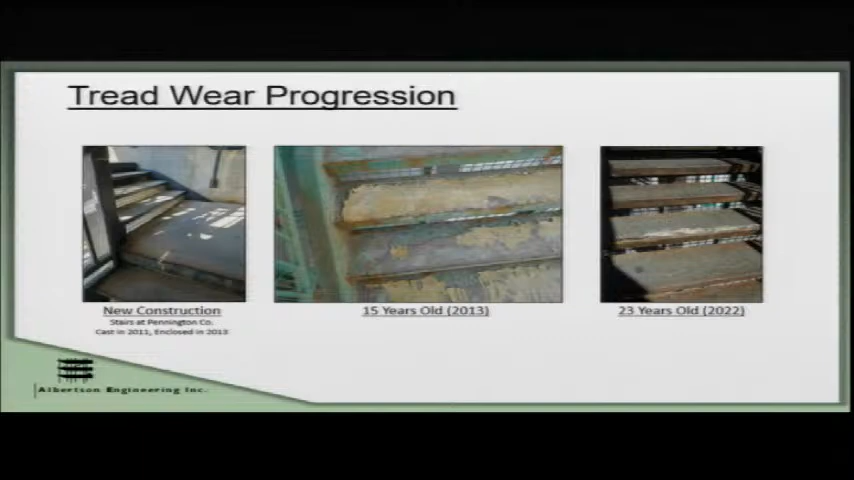 Tread Wear Progression
New Construction
Stairs at Pennington Co.
Cast in 2011, Enclosed in 2013
15 Years Old (2013)
23 Years Old (2022)
Albertson Engineering Inc.